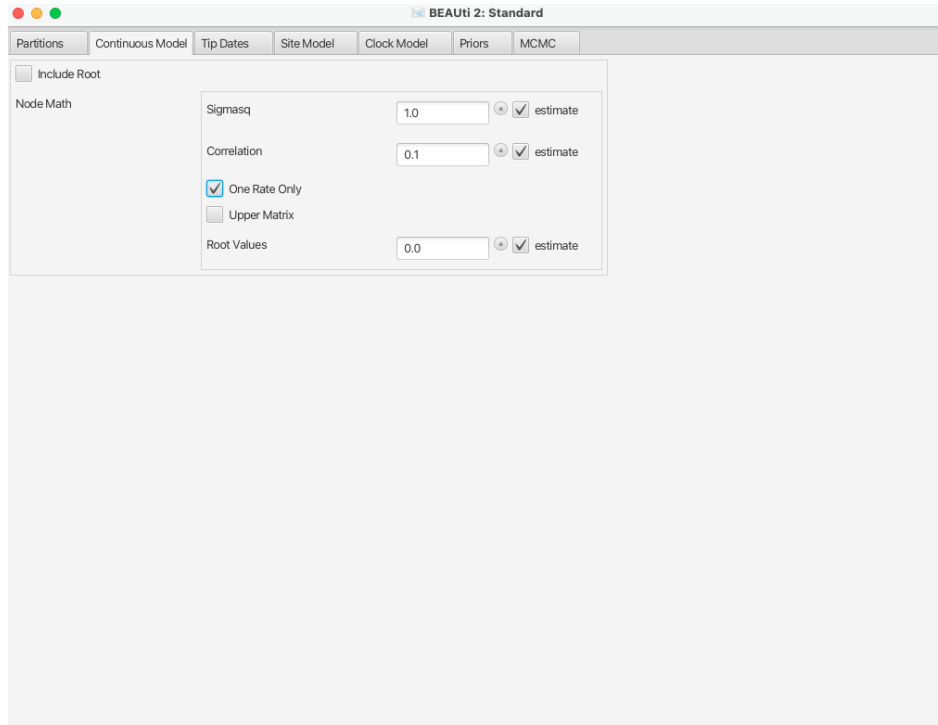 BEAUti 2: Standard
Partitions Continuous Model Tip Dates Site Model Clock Model Priors MCMC
Include Root
Node Math
Sigmasq 1.0 estimate
Correlation 0.1 estimate
One Rate Only
Upper Matrix
Root Values 0.0 estimate